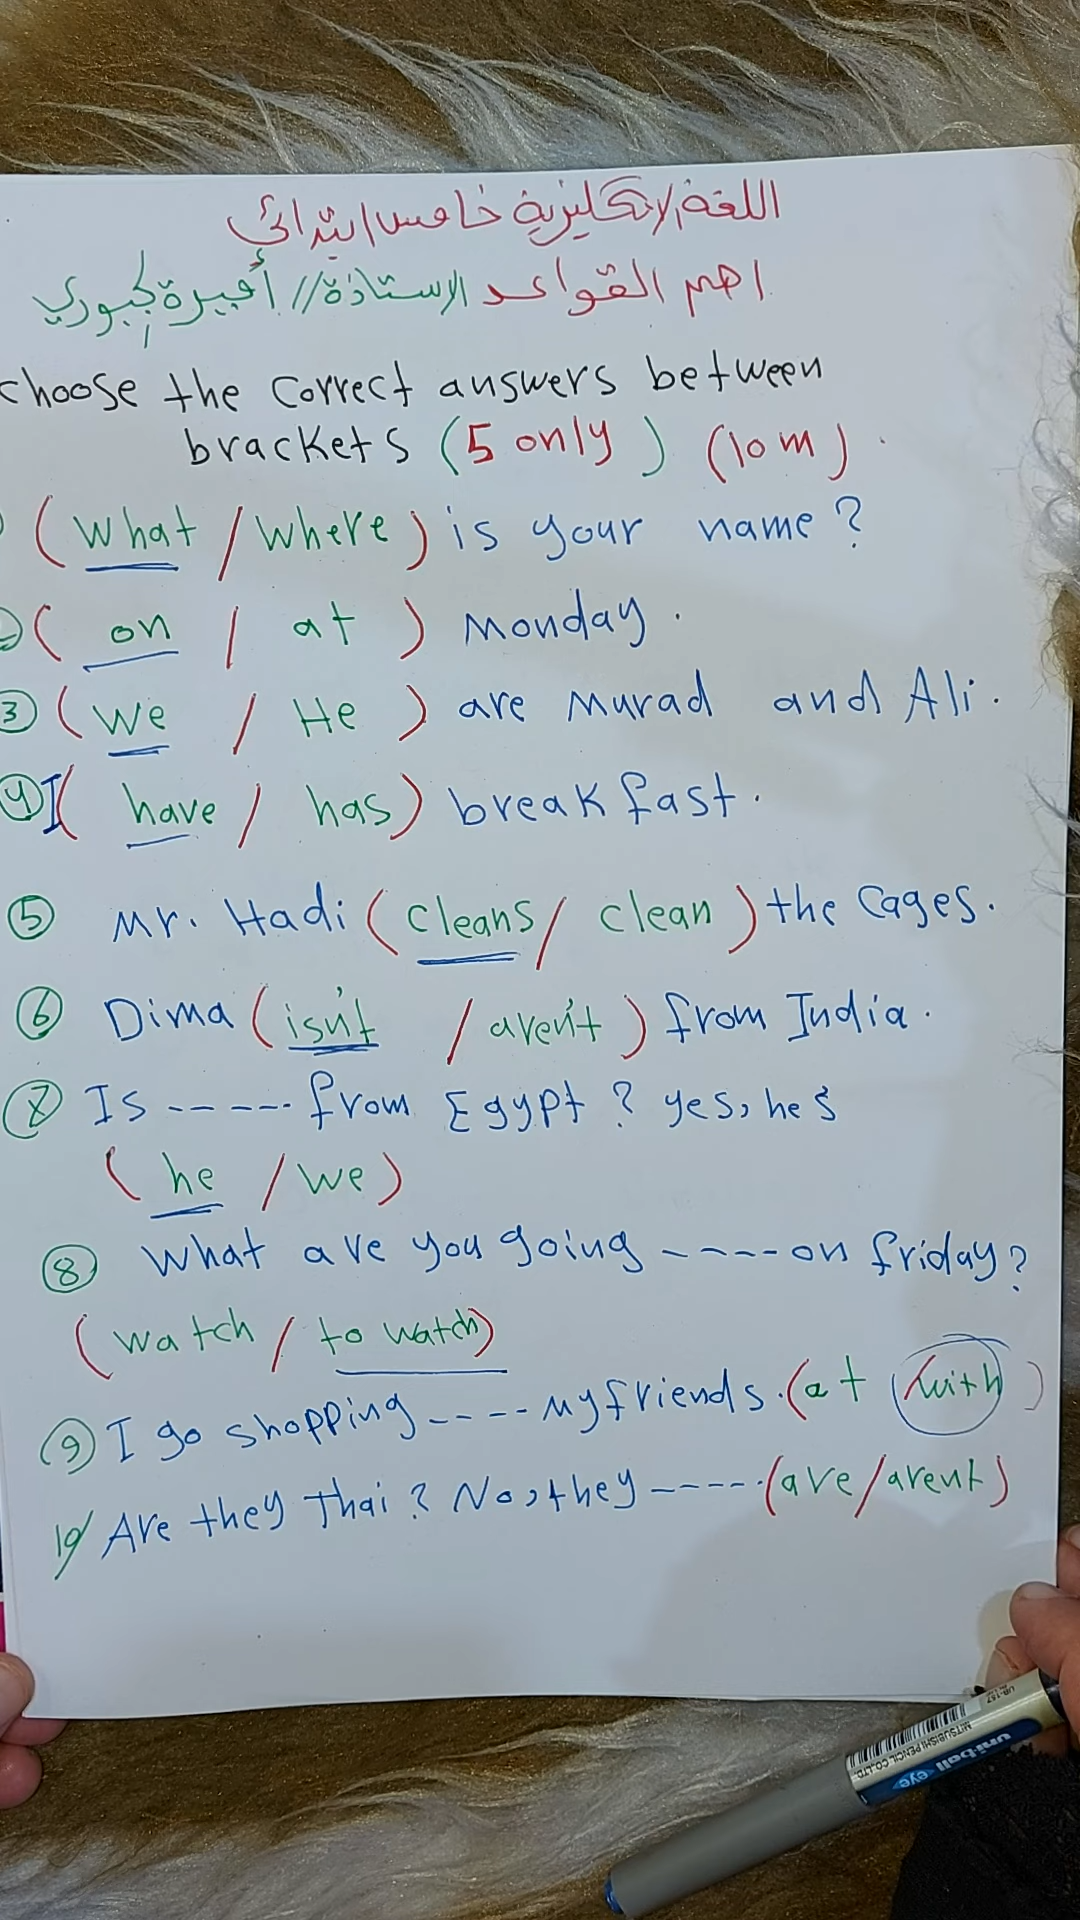 اللغة الانكليزية خامس ابتدائي
اهم القواعد الاستاذة// أميرة جبوري
choose the correct answers between
brackets (5 only) (10 m)
(what / where) is your name?
(on / at) Monday.
3 (We / He) are Murad and Ali.
4 I (have / has) breakfast.
5 Mr. Hadi (cleans / clean) the cages.
6 Dima (isn't / aren't) from India.
7 Is ----- from Egypt? yes, he's
(he / we)
8 What are you going ---- on friday?
(watch / to watch)
9 I go shopping ---- my friends. (at / with)
10/ Are they Thai? No, they ----. (are / arent)
UB-157
MITSUBISHI PENCIL CO., LTD.
uni-ball
eye